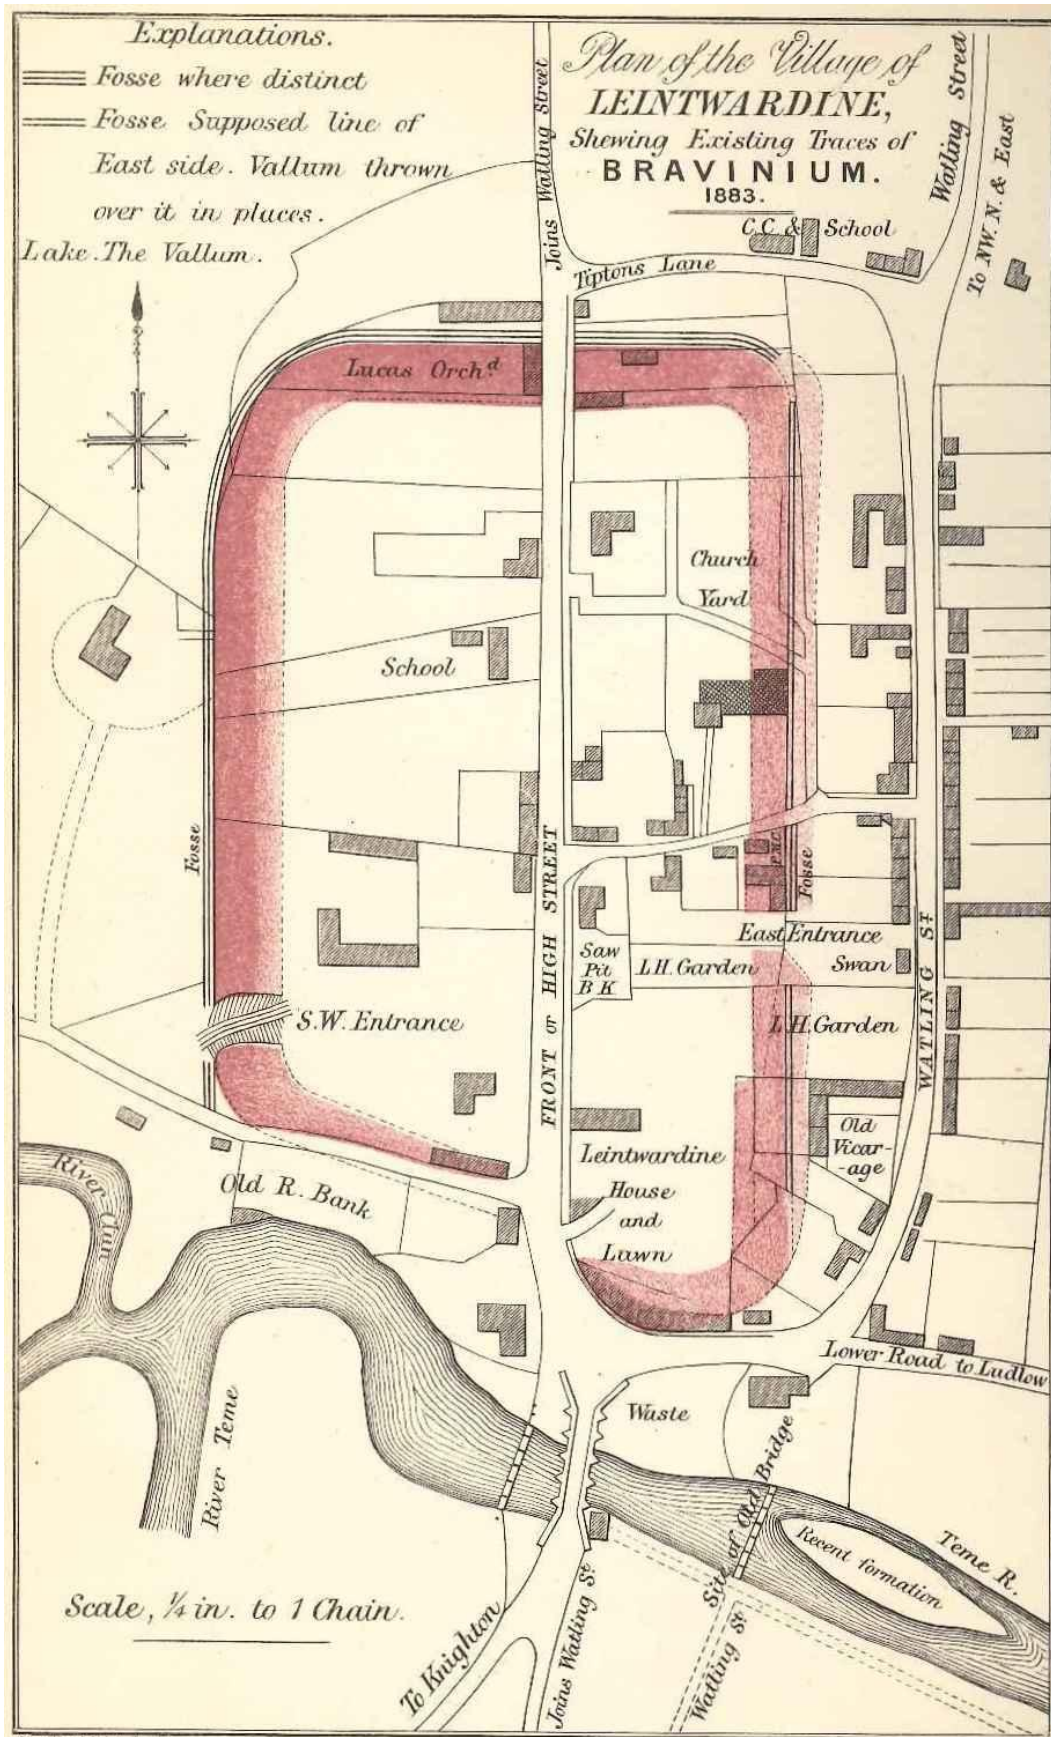 Explanations.
Fosse where distinct
Fosse Supposed line of
East side. Vallum thrown
over it in places.
Lake. The Vallum.
Plan of the Village of
LEINTWARDINE,
Shewing Existing Traces of
BRAVINIUM.
1883.
Joins Watling Street
Watling Street
To NW. N. & East
C.C. & School
Tiptons Lane
Lucas Orchd.
Church
Yard
School
Fosse
FRONT or HIGH STREET
P.M.C.
Fosse
East Entrance
Saw
Pit
B K
L.H. Garden
Swan
S.W. Entrance
L.H. Garden
WATLING ST.
Old
Vicar-
-age
Leintwardine
House
and
Lawn
Old R. Bank
River Clun
River Teme
Lower Road to Ludlow
Waste
Site of Old Bridge
Recent formation
Teme R.
Scale, 1/4 in. to 1 Chain.
To Knighton
Joins Watling St.
Watling St.